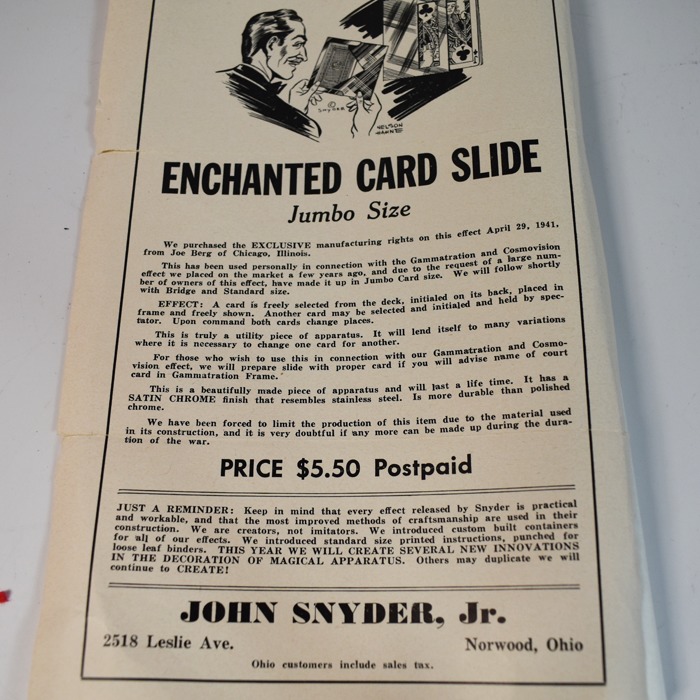 © SNYDER
NELSON
HAHNE
ENCHANTED CARD SLIDE
Jumbo Size
We purchased the EXCLUSIVE manufacturing rights on this effect April 29, 1941,
from Joe Berg of Chicago, Illinois.
This has been used personally in connection with the Gammatration and Cosmovision
effect we placed on the market a few years ago, and due to the request of a large num-
ber of owners of this effect, have made it up in Jumbo Card size. We will follow shortly
with Bridge and Standard size.
EFFECT: A card is freely selected from the deck, initialed on its back, placed in
frame and freely shown. Another card may be selected and initialed and held by spec-
tator. Upon command both cards change places.
This is truly a utility piece of apparatus. It will lend itself to many variations
where it is necessary to change one card for another.
For those who wish to use this in connection with our Gammatration and Cosmo-
vision effect, we will prepare slide with proper card if you will advise name of court
card in Gammatration Frame.
This is a beautifully made piece of apparatus and will last a life time. It has a
SATIN CHROME finish that resembles stainless steel. Is more durable than polished
chrome.
We have been forced to limit the production of this item due to the material used
in its construction, and it is very doubtful if any more can be made up during the dura-
tion of the war.
PRICE $5.50 Postpaid
JUST A REMINDER: Keep in mind that every effect released by Snyder is practical
and workable, and that the most improved methods of craftsmanship are used in their
construction. We are creators, not imitators. We introduced custom built containers
for all of our effects. We introduced standard size printed instructions, punched for
loose leaf binders. THIS YEAR WE WILL CREATE SEVERAL NEW INNOVATIONS
IN THE DECORATION OF MAGICAL APPARATUS. Others may duplicate we will
continue to CREATE!
JOHN SNYDER, Jr.
2518 Leslie Ave. Norwood, Ohio
Ohio customers include sales tax.